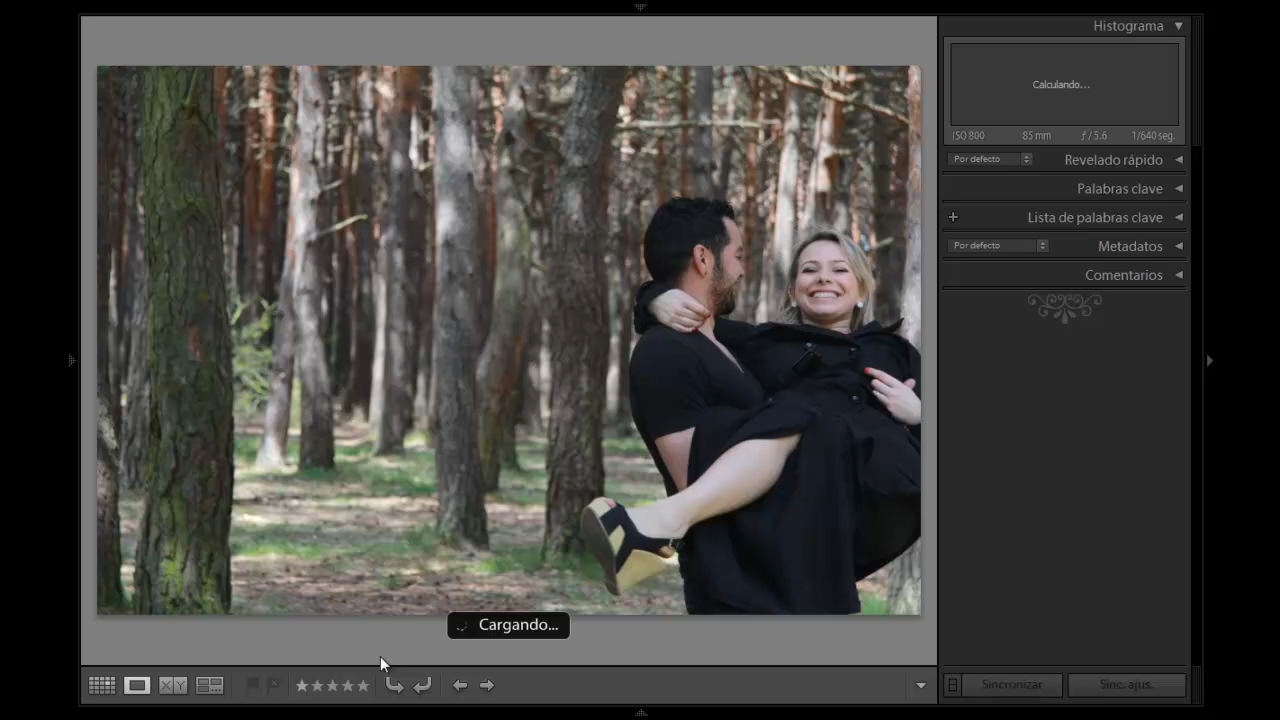 Histograma
Calculando...
ISO 800 85 mm ƒ / 5.6 1/640 seg.
Por defecto Revelado rápido
Palabras clave
Lista de palabras clave
Por defecto Metadatos
Comentarios
Cargando...
X Y
Sincronizar Sinc. ajus.